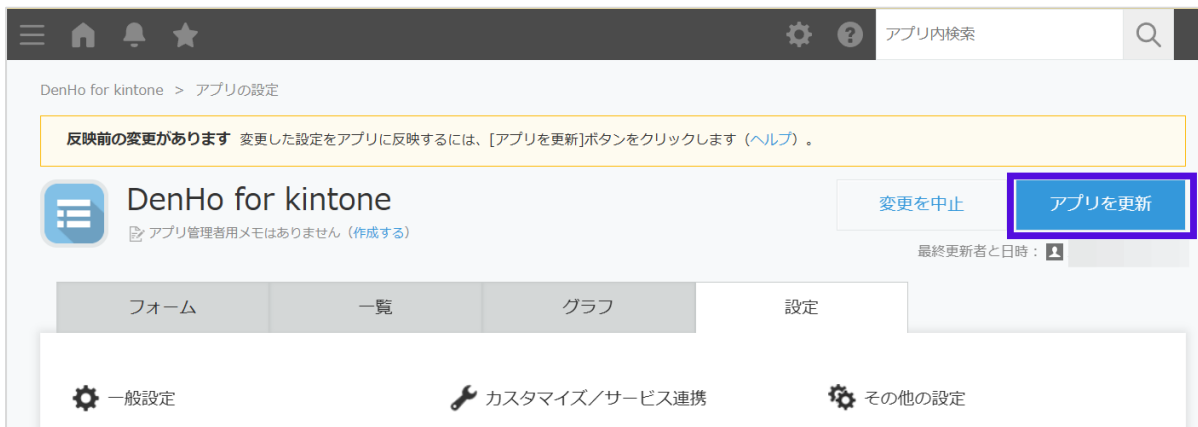 アプリ内検索
DenHo for kintone > アプリの設定
反映前の変更があります 変更した設定をアプリに反映するには、[アプリを更新]ボタンをクリックします（ヘルプ）。
DenHo for kintone
変更を中止
アプリを更新
アプリ管理者用メモはありません（作成する）
最終更新者と日時：
フォーム
一覧
グラフ
設定
一般設定
カスタマイズ／サービス連携
その他の設定